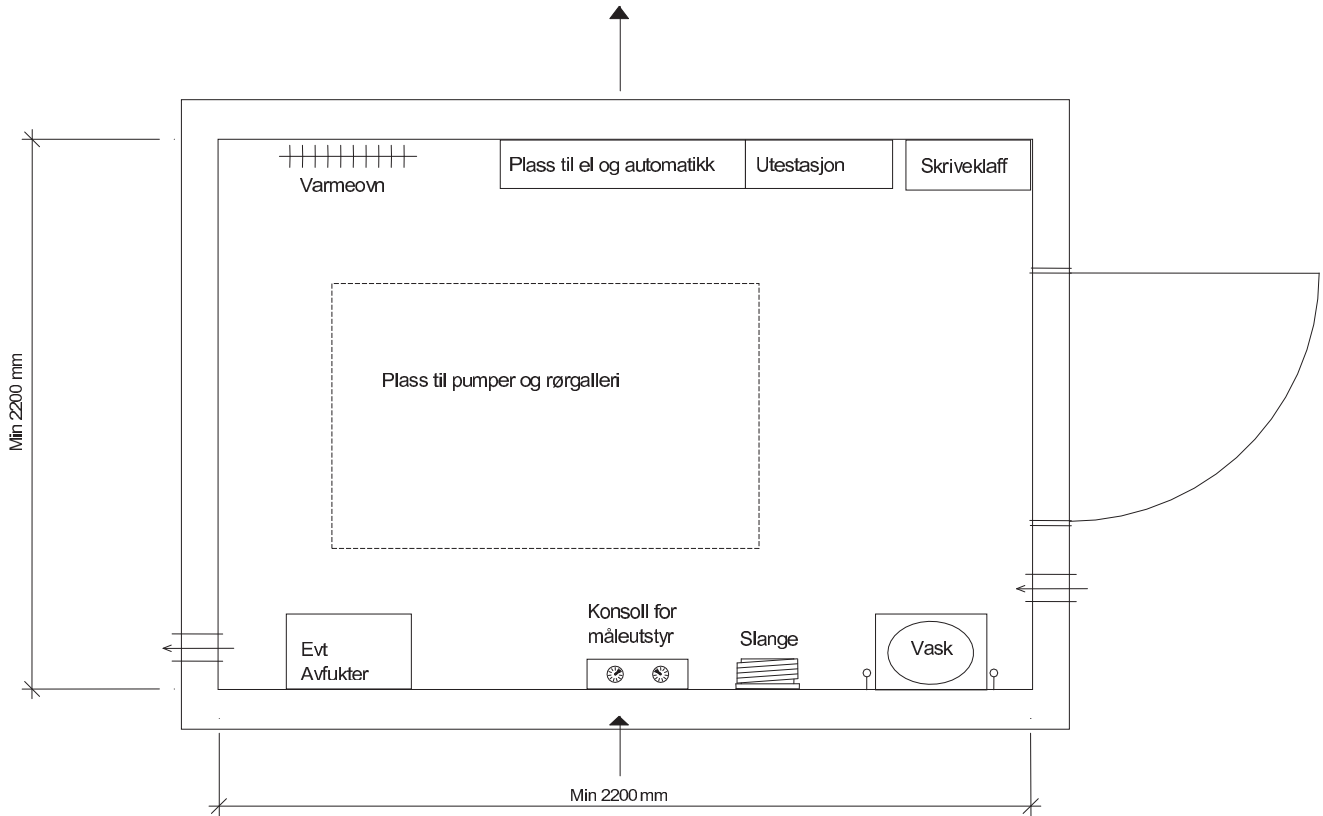 Plass til el og automatikk
Utestasjon
Skriveklaff
Varmeovn
Min 2200 mm
Plass til pumper og rørgalleri
Konsoll for
måleutstyr
Slange
Vask
Evt
Avfukter
Min 2200 mm